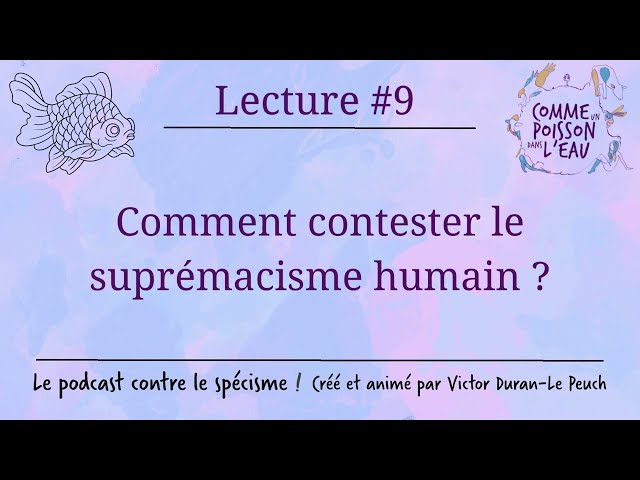 Lecture #9
COMME UN
POISSON
DANS L'EAU
Comment contester le
suprémacisme humain ?
Le podcast contre le spécisme ! Créé et animé par Victor Duran-Le Peuch